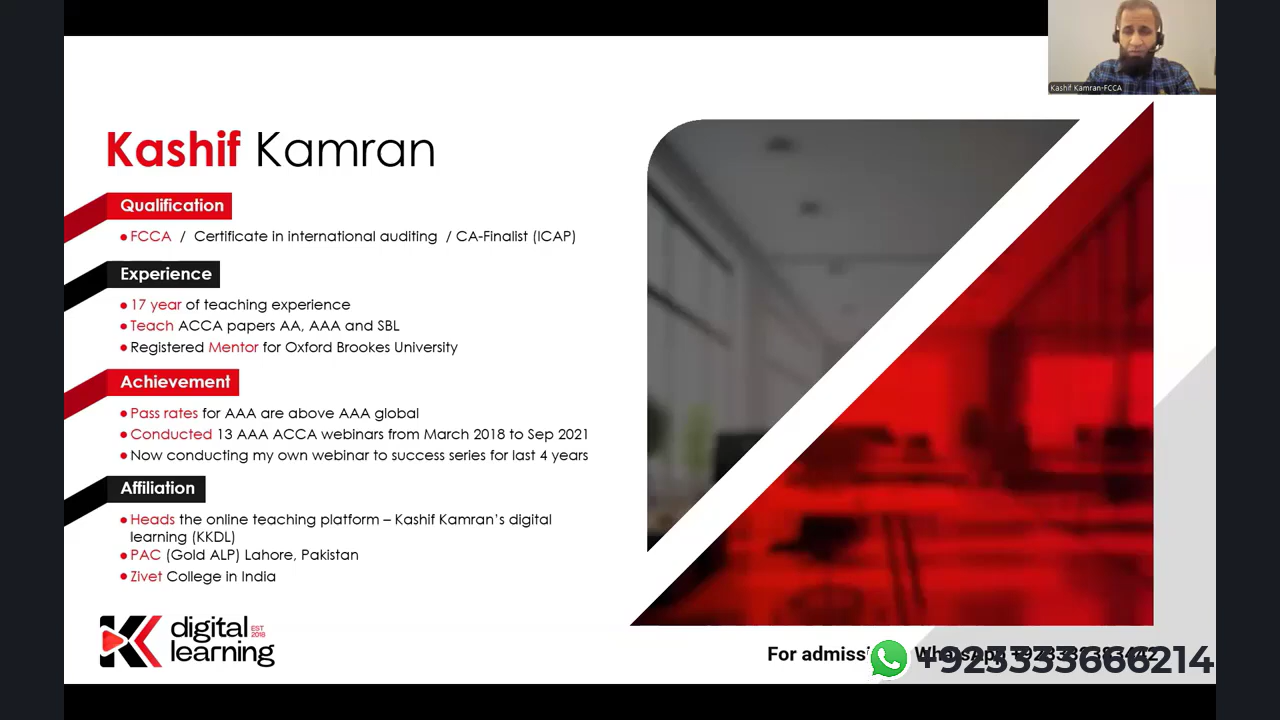 Kashif Kamran-FCCA
Kashif Kamran
Qualification
FCCA / Certificate in international auditing / CA-Finalist (ICAP)
Experience
17 year of teaching experience
Teach ACCA papers AA, AAA and SBL
Registered Mentor for Oxford Brookes University
Achievement
Pass rates for AAA are above AAA global
Conducted 13 AAA ACCA webinars from March 2018 to Sep 2021
Now conducting my own webinar to success series for last 4 years
Affiliation
Heads the online teaching platform – Kashif Kamran’s digital
learning (KKDL)
PAC (Gold ALP) Lahore, Pakistan
Zivet College in India
digital EST 2018
learning
For
+923333666214